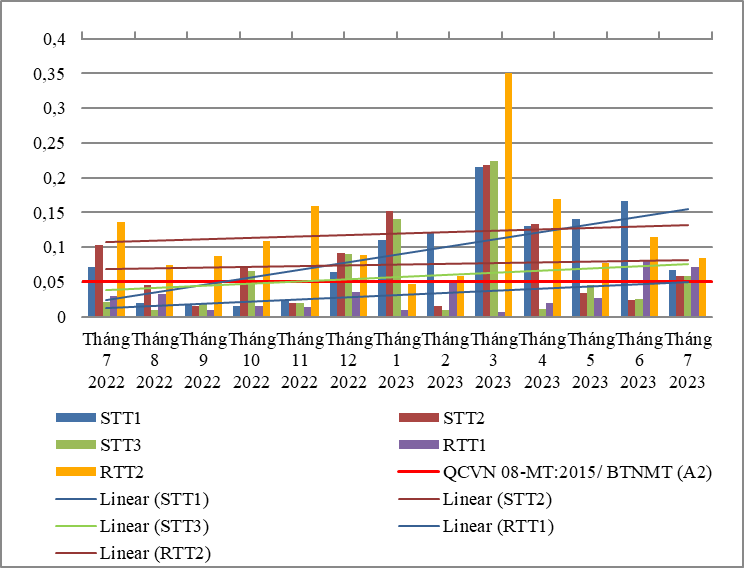 0,4
0,35
0,3
0,25
0,2
0,15
0,1
0,05
0
Tháng Tháng Tháng Tháng Tháng Tháng Tháng Tháng Tháng Tháng Tháng Tháng Tháng
7 8 9 10 11 12 1 2 3 4 5 6 7
2022 2022 2022 2022 2022 2022 2023 2023 2023 2023 2023 2023 2023
STT1 STT2
STT3 RTT1
RTT2 QCVN 08-MT:2015/ BTNMT (A2)
Linear (STT1) Linear (STT2)
Linear (STT3) Linear (RTT1)
Linear (RTT2)